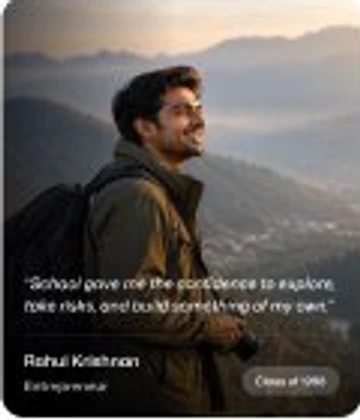 "School gave me the confidence to explore,
take risks, and build something of my own."
Rahul Krishnan
Entrepreneur
Class of 1998